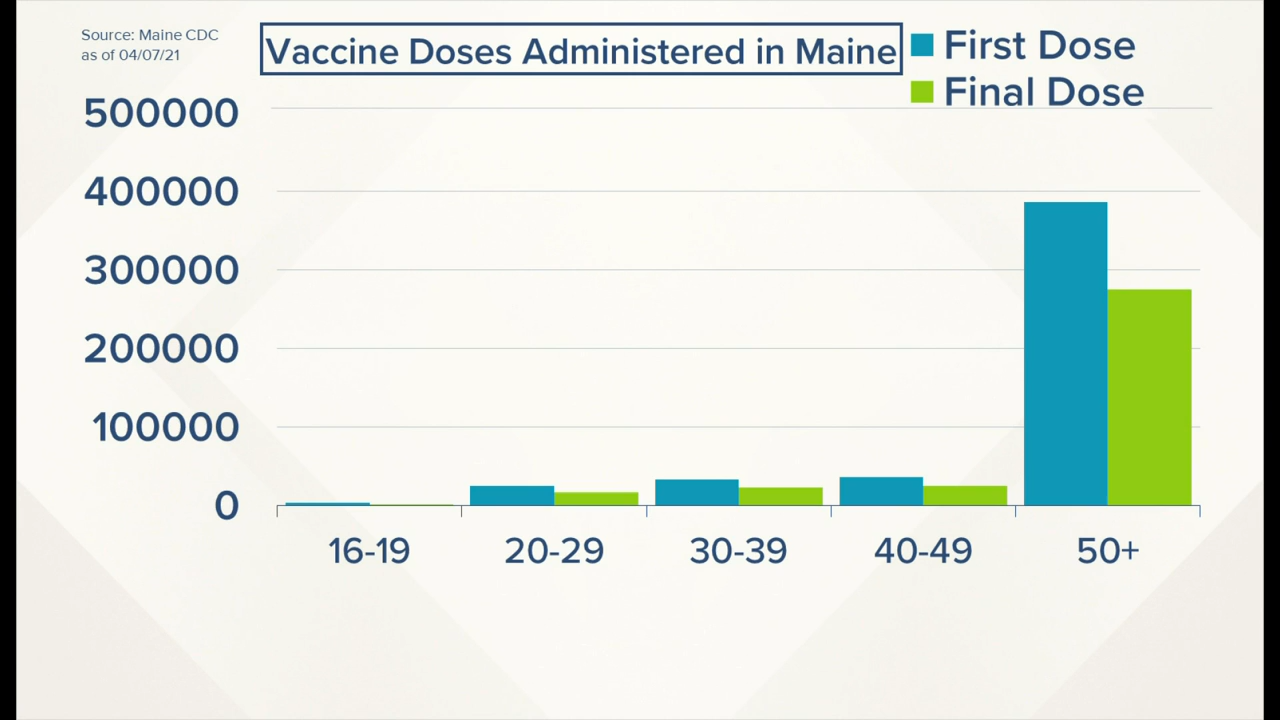 Source: Maine CDC
as of 04/07/21
Vaccine Doses Administered in Maine
First Dose
Final Dose
500000
400000
300000
200000
100000
0
16-19
20-29
30-39
40-49
50+